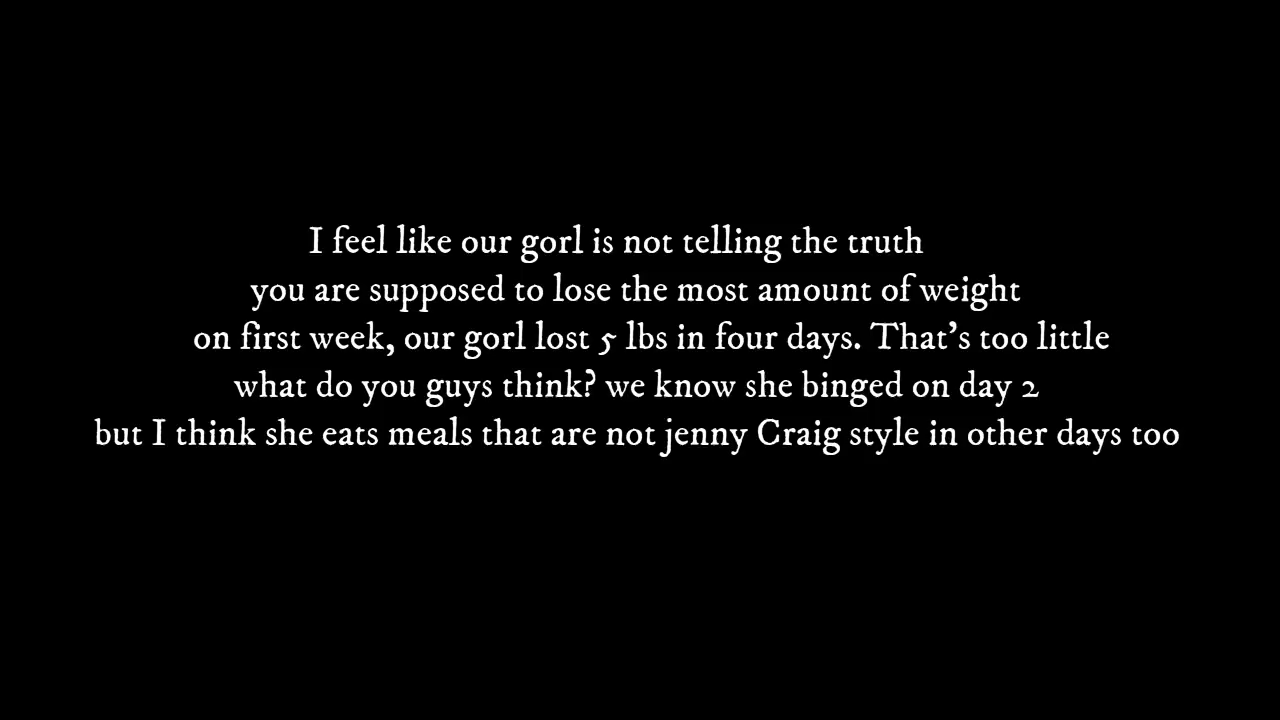 I feel like our gorl is not telling the truth
you are supposed to lose the most amount of weight
on first week, our gorl lost 5 lbs in four days. That's too little
what do you guys think? we know she binged on day 2
but I think she eats meals that are not jenny Craig style in other days too